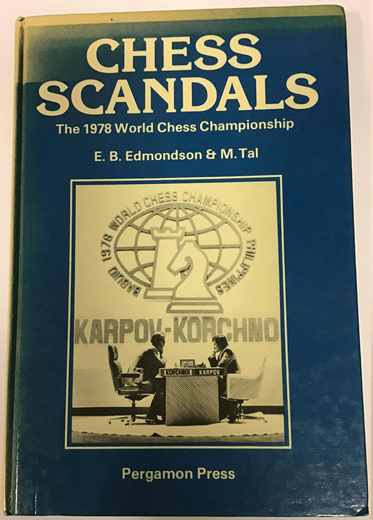 CHESS
SCANDALS
The 1978 World Chess Championship
E. B. Edmondson & M. Tal
BAGUIO 1978 WORLD CHESS CHAMPIONSHIP PHILIPPINES
KARPOV-KORCHNO
KORCHNOI KARPOV
Pergamon Press